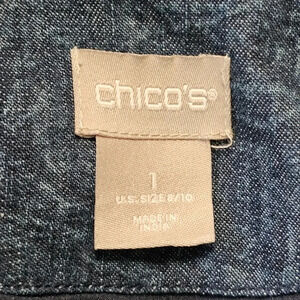 chico's®
1
U.S. SIZE 8/10
MADE IN
INDIA